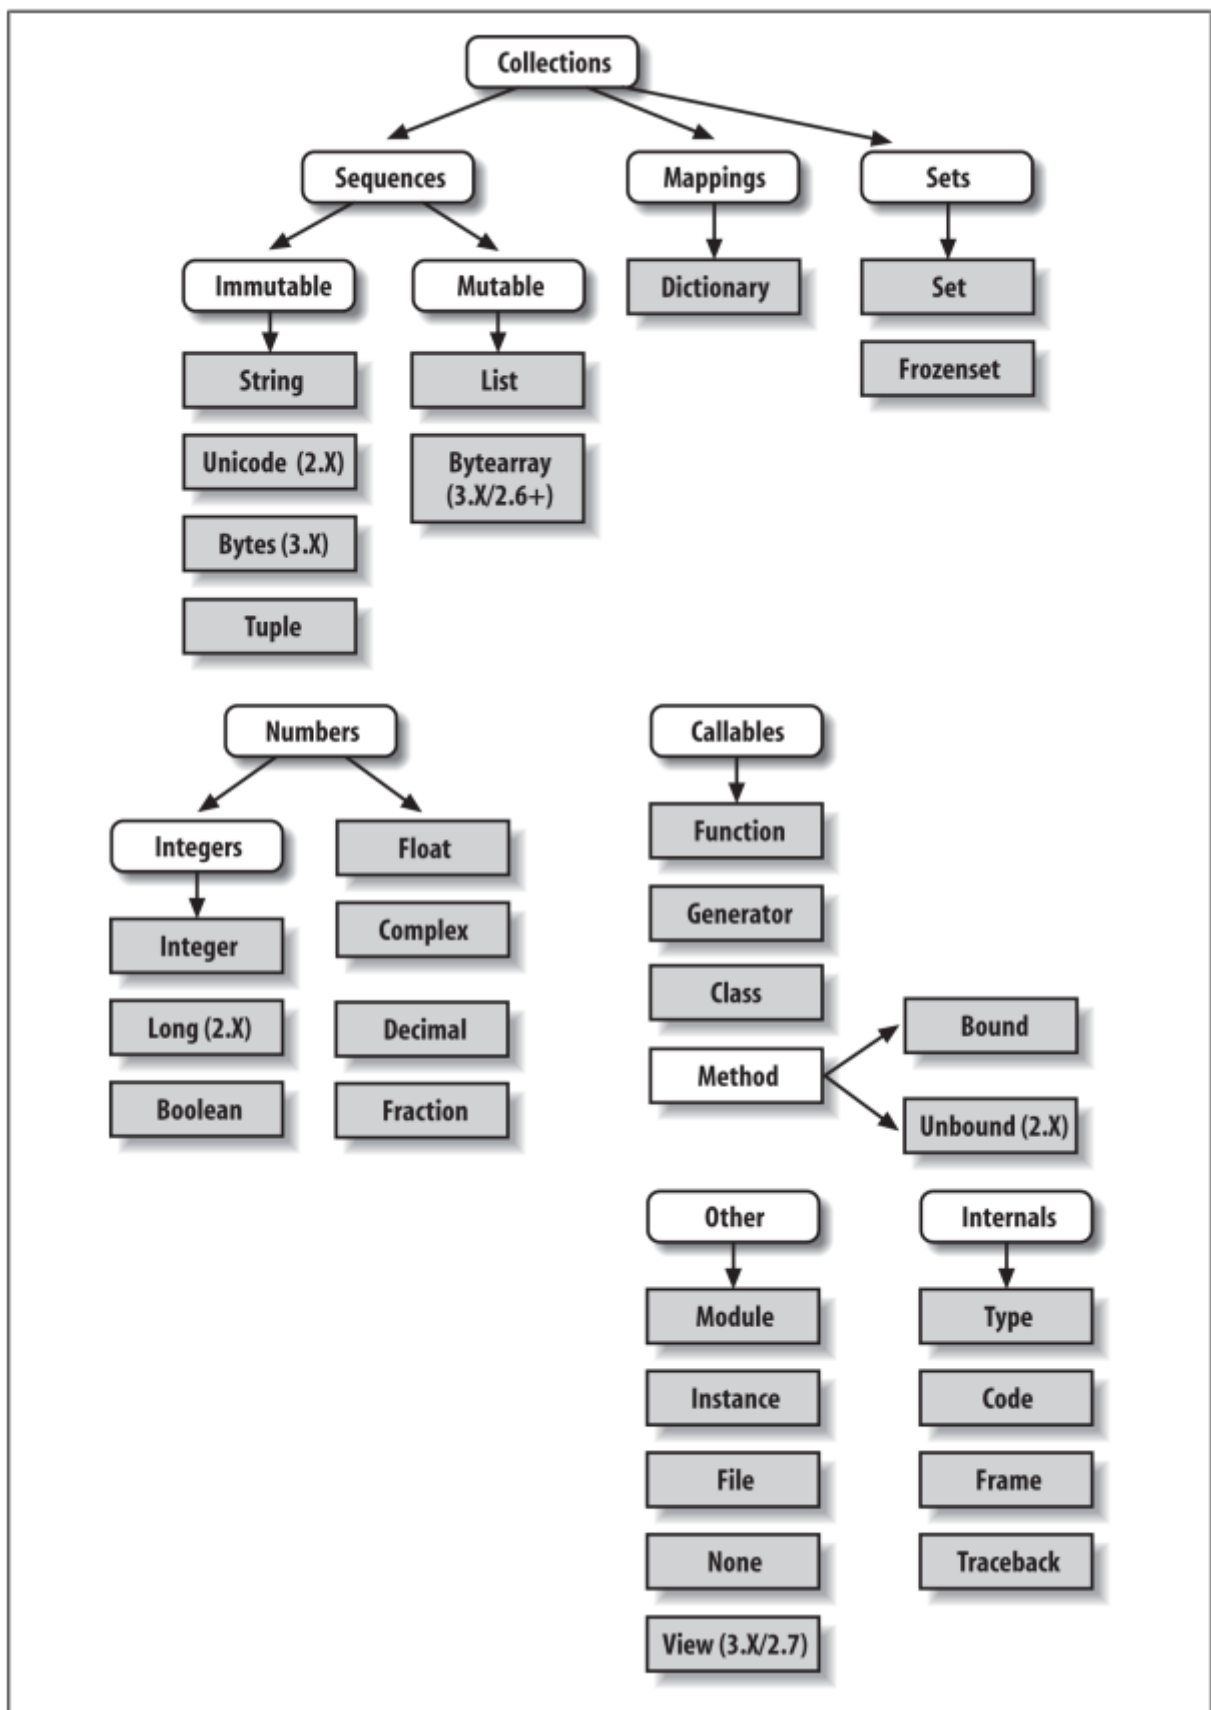 Collections
Sequences
Mappings
Sets
Immutable
Mutable
Dictionary
Set
String
List
Frozenset
Unicode (2.X)
Bytearray
(3.X/2.6+)
Bytes (3.X)
Tuple
Numbers
Callables
Integers
Float
Function
Integer
Complex
Generator
Long (2.X)
Decimal
Class
Bound
Boolean
Fraction
Method
Unbound (2.X)
Other
Internals
Module
Type
Instance
Code
File
Frame
None
Traceback
View (3.X/2.7)